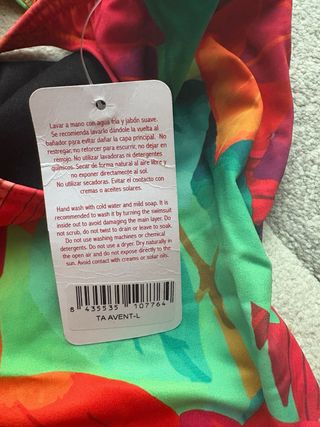 Lavar a mano con agua fría y jabón suave.
Se recomienda lavarlo dándole la vuelta al
bañador para evitar dañar la capa principal. No
restregar, no reforcer para escurrir, no dejar en
remojo. No utilizar lavadoras ni detergentes
químicos. Secar de forma natural al aire libre y
no exponer directamente al sol.
No utilizar secadoras. Evitar el contacto con
cremas o aceites solares.
Hand wash with cold water and mild soap. It is
recommended to wash it by turning the swimsuit
inside out to avoid damaging the main layer. Do
not scrub, do not twist to drain or leave to soak.
Do not use washing machines or chemical
detergents. Do not use a dryer. Dry naturally in
the open air and do not expose directly to the
sun. Avoid contact with creams or solar oils.
8 435535 107764
TA AVENT-L